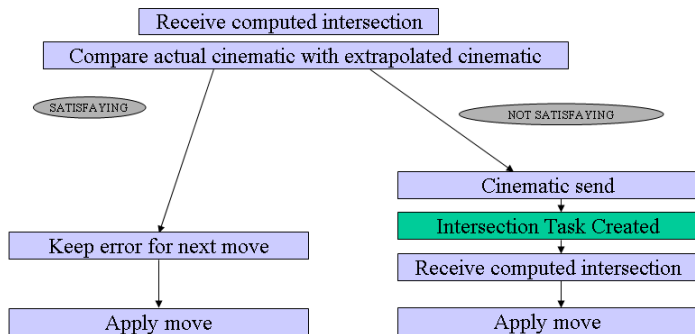 Receive computed intersection
Compare actual cinematic with extrapolated cinematic
SATISFAYING
NOT SATISFAYING
Cinematic send
Intersection Task Created
Keep error for next move
Receive computed intersection
Apply move
Apply move